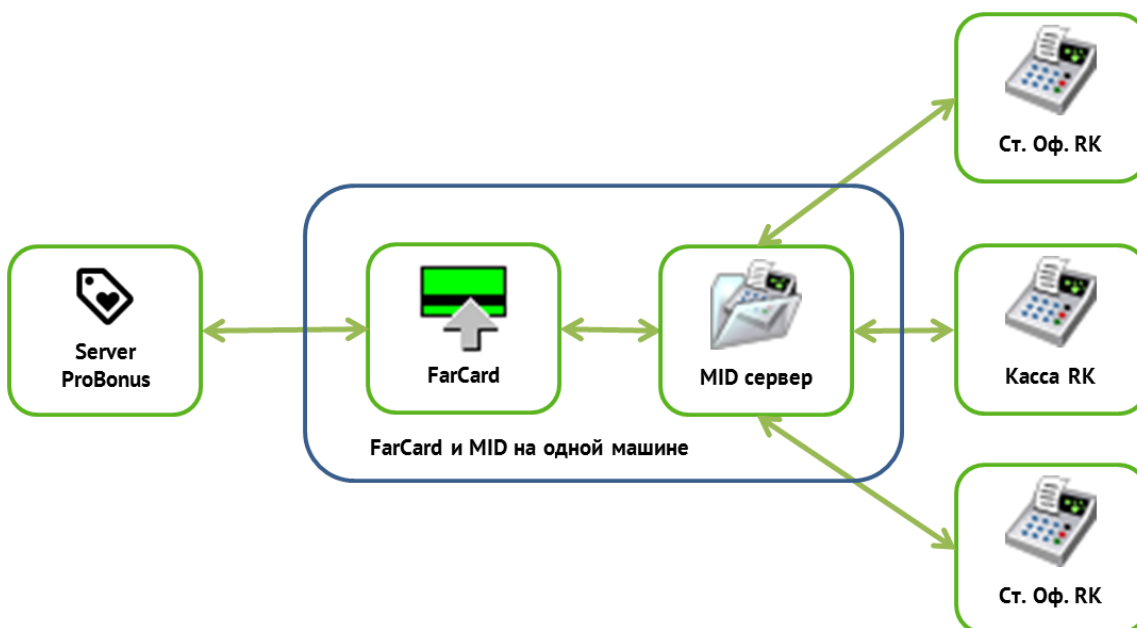 Server
ProBonus
FarCard
MID сервер
FarCard и MID на одной машине
Ст. Оф. RK
Касса RK
Ст. Оф. RK